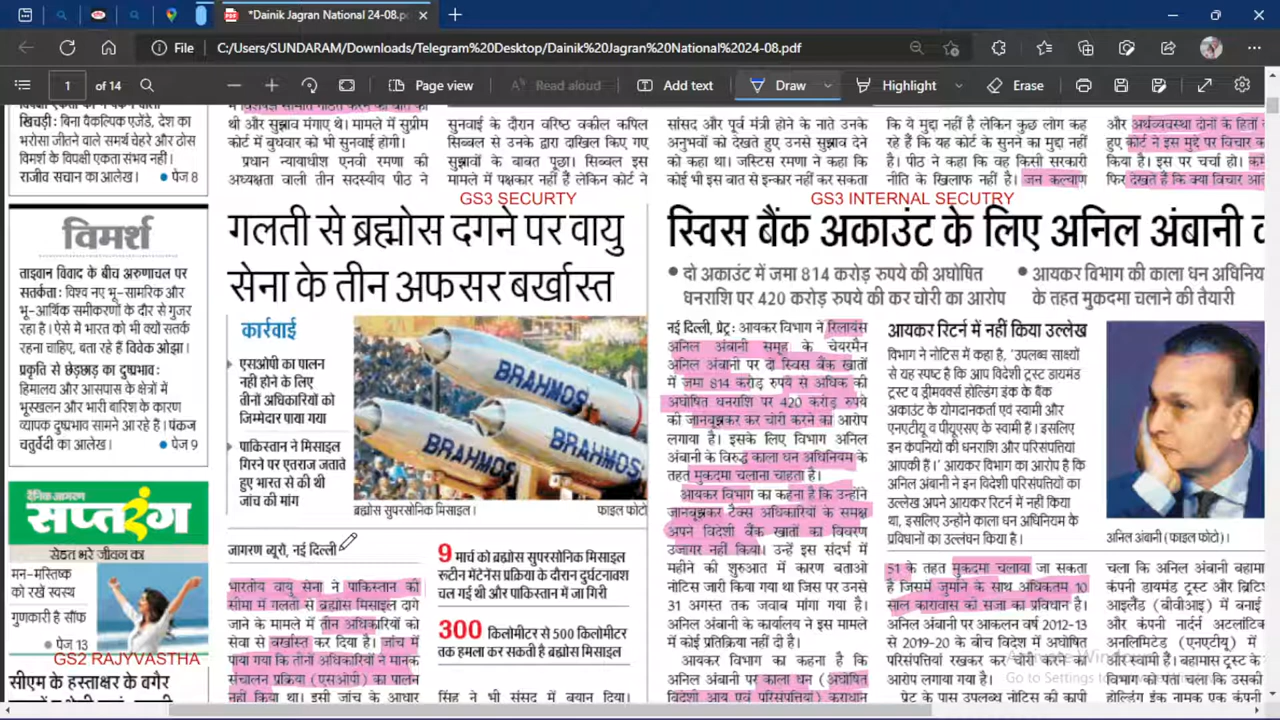 *Dainik Jagran National 24-08.pd
File
C:/Users/SUNDARAM/Downloads/Telegram%20Desktop/Dainik%20Jagran%20National%2024-08.pdf
1
of 14
Page view
Read aloud
Add text
Draw
Highlight
Erase
खिचड़ी: बिना वैकल्पिक एजेंडे, देश का
भरोसा जीतने वाले समर्थ चेहरे और ठोस
विमर्श के विपक्षी एकता संभव नहीं।
राजीव सचान का आलेख।
पेज 8
विमर्श
ताइवान विवाद के बीच अरुणाचल पर
सतर्कता: विश्व नए भू-सामरिक और
भू-आर्थिक समीकरणों के दौर से गुजर
रहा है। ऐसे में भारत को भी क्यों सतर्क
रहना चाहिए, बता रहे हैं विवेक ओझा।
प्रकृति से छेड़छाड़ का दुष्प्रभाव:
हिमालय और आसपास के क्षेत्रों में
भूस्खलन और भारी बारिश के कारण
व्यापक दुष्प्रभाव सामने आ रहे है। पंकज
चतुर्वेदी का आलेख।
पेज 9
दैनिक जागरण
सप्तरंग
सेहत भरे जीवन का
मन-मस्तिष्क
को रखें स्वस्थ
गुणकारी है सौंफ
पेज 13
GS2 RAJYVASTHA
सीएम के हस्ताक्षर के वगैर
थी और सुझाव मंगाए थे। मामले में सुप्रीम
कोर्ट में बुधवार को भी सुनवाई होगी।
प्रधान न्यायाधीश एनवी रमणा की
अध्यक्षता वाली तीन सदस्यीय पीठ ने
सुनवाई के दौरान वरिष्ठ वकील कपिल
सिब्बल से उनके द्वारा दाखिल किए गए
सुझावों के बाबत पूछा। सिब्बल इस
मामले में पक्षकार नहीं हैं लेकिन कोर्ट ने
सांसद और पूर्व मंत्री होने के नाते उनके
अनुभवों को देखते हुए उनसे सुझाव देने
को कहा था। जस्टिस रमणा ने कहा कि
कोई भी इस बात से इन्कार नहीं कर सकता
कि ये मुद्दा नहीं है लेकिन कुछ लोग कह
रहे हैं कि यह कोर्ट के सुनने का मुद्दा नहीं
है। पीठ ने कहा कि वह किसी सरकारी
नीति के खिलाफ नहीं है। जन कल्याण
और अर्थव्यवस्था दोनों के हितों
हुए कोर्ट ने इस मुद्दे पर विचार
किया है। इस पर चर्चा हो।
फिर देखते हैं कि क्या विचार
GS3 SECURTY
गलती से ब्रह्मोस दगने पर वायु
सेना के तीन अफसर बर्खास्त
कार्रवाई
एसओपी का पालन
नही होने के लिए
तीनों अधिकारियों को
जिम्मेदार पाया गया
पाकिस्तान ने मिसाइल
गिरने पर एतराज जताते
हुए भारत से की थी
जांच की मांग
BRAHMOS
BRAHMOS
BRAHMOS
ब्रह्मोस सुपरसोनिक मिसाइल।
फाइल फोटो
जागरण ब्यूरो, नई दिल्ली
भारतीय वायु सेना ने पाकिस्तान की
सीमा में गलती से ब्रह्मोस मिसाइल दागे
जाने के मामले में तीन अधिकारियों को
सेवा से बर्खास्त कर दिया है। जांच में
पाया गया कि तीनों अधिकारियों ने मानक
संचालन प्रक्रिया (एसओपी) का पालन
नहीं किया था। इसी जांच के आधार
9 मार्च को ब्रह्मोस सुपरसोनिक मिसाइल
रूटीन मेंटेनेंस प्रक्रिया के दौरान दुर्घटनावश
चल गई थी और पाकिस्तान में जा गिरी
300 किलोमीटर से 500 किलोमीटर
तक हमला कर सकती है ब्रह्मोस मिसाइल
सिंह ने भी संसद में बयान दिया।
GS3 INTERNAL SECUTRY
स्विस बैंक अकाउंट के लिए अनिल अंबानी
दो अकाउंट में जमा 814 करोड़ रुपये की अघोषित
धनराशि पर 420 करोड़ रुपये की कर चोरी का आरोप
आयकर विभाग की काला धन
के तहत मुकदमा चलाने की तैयारी
नई दिल्ली, प्रेट्र: आयकर विभाग ने रिलायंस
अनिल अंबानी समूह के चेयरमैन
अनिल अंबानी पर दो स्विस बैंक खातों
में जमा 814 करोड़ रुपये से अधिक की
अघोषित धनराशि पर 420 करोड़ रुपये
की जानबूझकर कर चोरी करने का आरोप
लगाया है। इसके लिए विभाग अनिल
अंबानी के विरुद्ध काला धन अधिनियम के
तहत मुकदमा चलाना चाहता है।
आयकर विभाग का कहना है कि उन्होंने
जानबूझकर टैक्स अधिकारियों के समक्ष
अपने विदेशी बैंक खातों का विवरण
उजागर नहीं किया। उन्हें इस संदर्भ में
महीने की शुरुआत में कारण बताओ
नोटिस जारी किया गया था जिस पर उनसे
31 अगस्त तक जवाब मांगा गया है।
अनिल अंबानी के कार्यालय ने इस मामले
में कोई प्रतिक्रिया नहीं दी है।
आयकर विभाग का कहना है कि
अनिल अंबानी पर काला धन (अघोषित
विदेशी आय एवं परिसंपत्तियां) कराधान
आयकर रिटर्न में नहीं किया उल्लेख
विभाग ने नोटिस में कहा है, 'उपलब्ध साक्ष्यों
से यह स्पष्ट है कि आप विदेशी ट्रस्ट डायमंड
ट्रस्ट व ड्रीमवर्क्स होल्डिंग इंक के बैंक
अकाउंट के योगदानकर्ता एवं स्वामी और
एनएटीयू व पीयूएसए के स्वामी हैं। इसलिए
इन कंपनियों की धनराशि और परिसंपत्तियां
आपकी हैं।' आयकर विभाग का आरोप है कि
अनिल अंबानी ने इन विदेशी परिसंपत्तियों का
उल्लेख अपने आयकर रिटर्न में नहीं किया
था, इसलिए उन्होंने काला धन अधिनियम के
प्रविधानों का उल्लंघन किया है।
अनिल अंबानी (फाइल फोटो)।
51 के तहत मुकदमा चलाया जा सकता
है जिसमें जुर्माने के साथ अधिकतम 10
साल कारावास की सजा का प्रविधान है।
अनिल अंबानी पर आकलन वर्ष 2012-13
से 2019-20 के बीच विदेश में अघोषित
परिसंपत्तियां रखकर कर चोरी करने का
आरोप लगाया गया है।
प्रेट्र के पास उपलब्ध नोटिस की कापी
चला कि अनिल अंबानी
कंपनी डायमंड ट्रस्ट और
आइलैंड (बीवीआइ) में
और कंपनी नार्दर्न
अनलिमिटेड (एनएटीयू)
और स्वामी है। बहामास ट्रस्ट के
विभाग को पता चला कि उसकी
होल्डिंग इंक नामक एक कंपनी